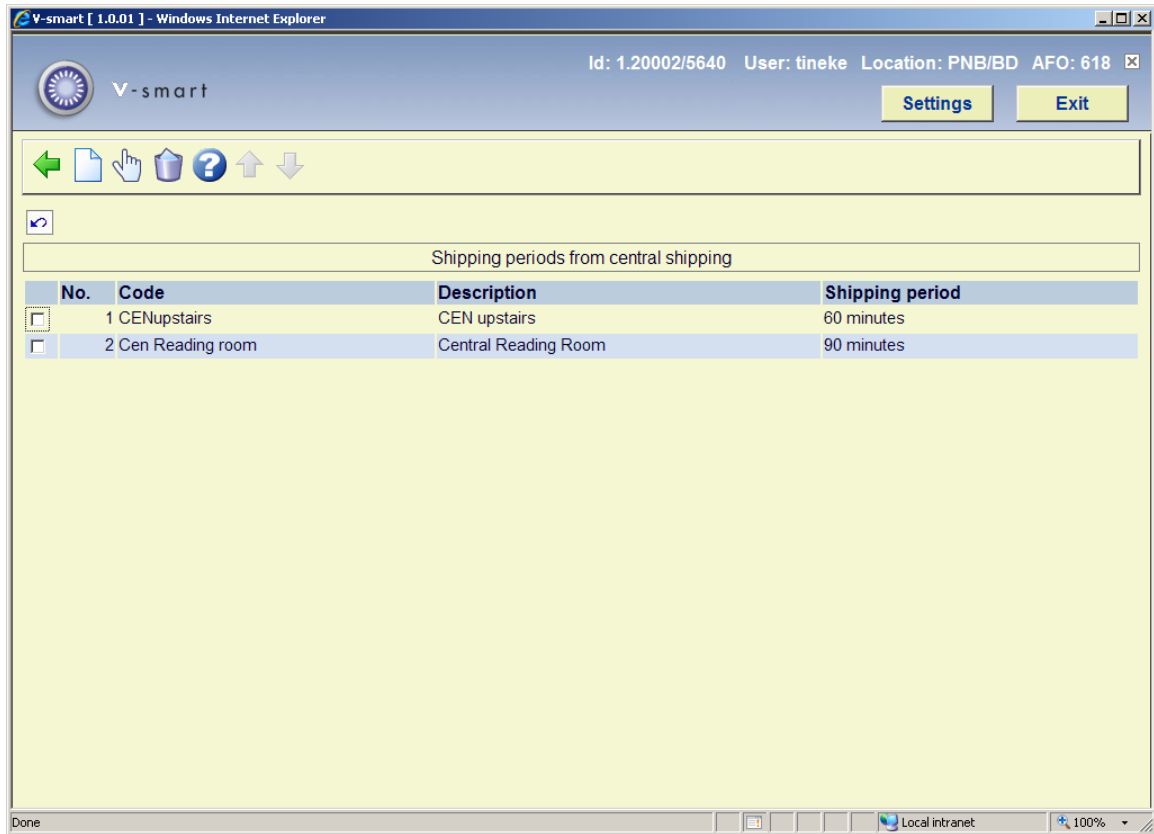 V-smart [ 1.0.01 ] - Windows Internet Explorer
Id: 1.20002/5640 User: tineke Location: PNB/BD AFO: 618
V-smart
Settings Exit
Shipping periods from central shipping
No. Code Description Shipping period
1 CENupstairs CEN upstairs 60 minutes
2 Cen Reading room Central Reading Room 90 minutes
Done Local intranet 100%